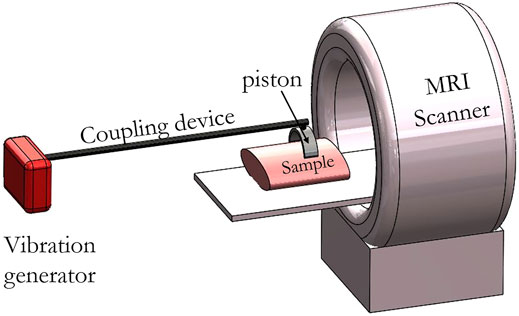 piston
MRI
Scanner
Coupling device
Sample
Vibration
generator